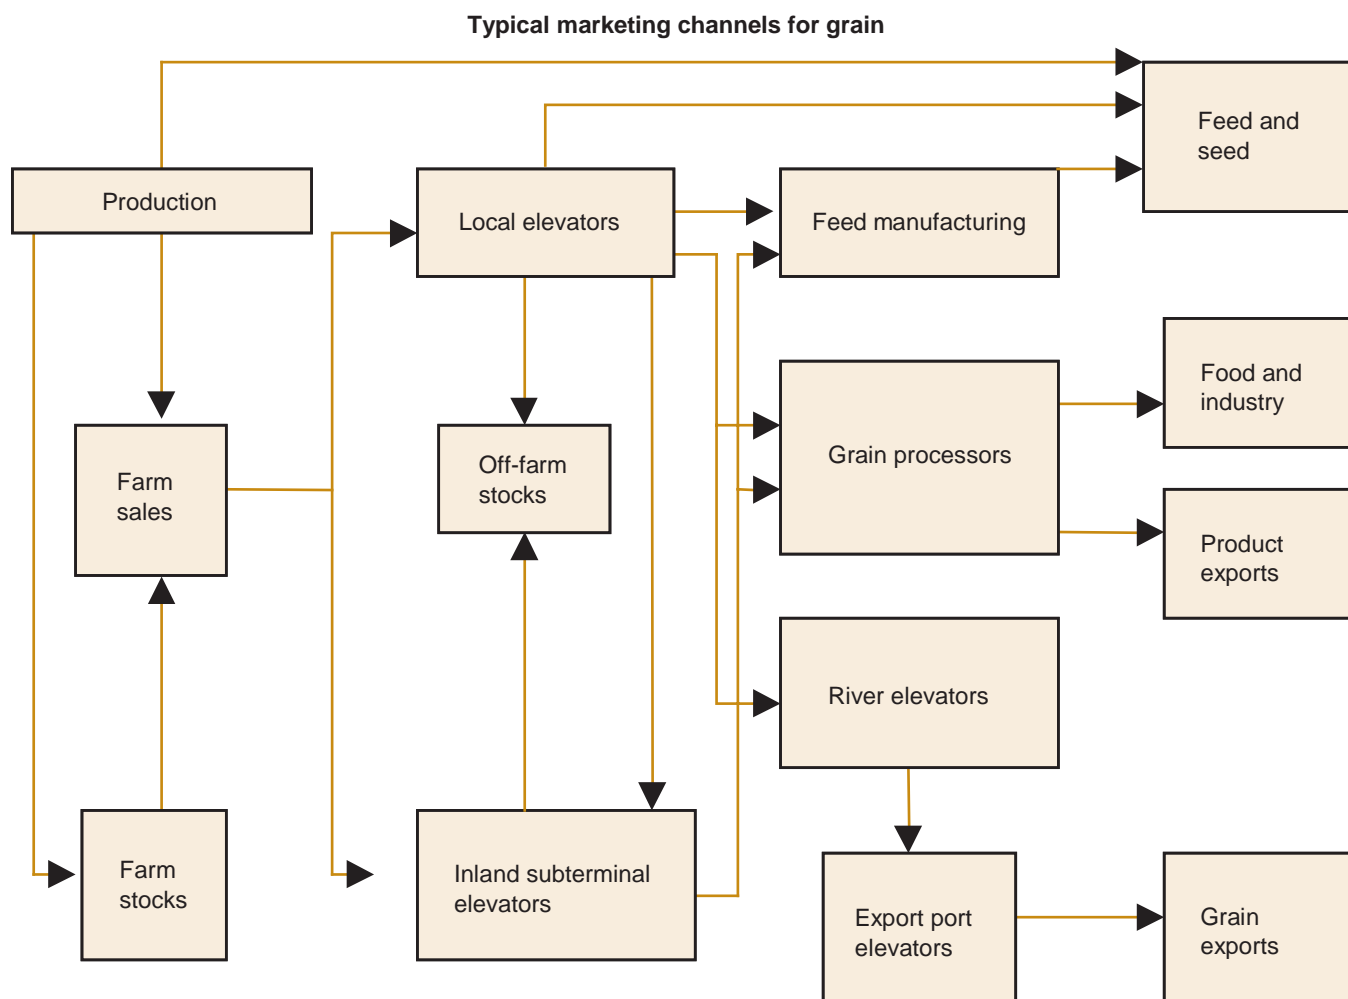 Typical marketing channels for grain
Feed and
seed
Production
Local elevators
Feed manufacturing
Food and
industry
Farm
sales
Off-farm
stocks
Grain processors
Product
exports
River elevators
Farm
stocks
Inland subterminal
elevators
Export port
elevators
Grain
exports